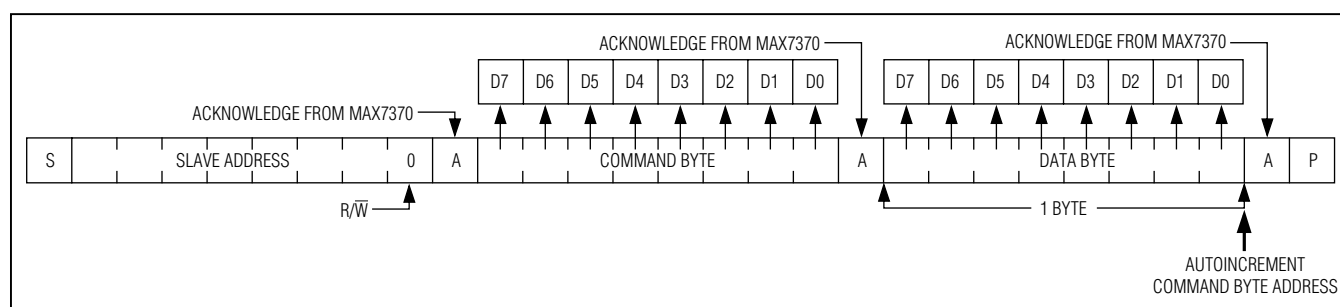 ACKNOWLEDGE FROM MAX7370
ACKNOWLEDGE FROM MAX7370
D7 D6 D5 D4 D3 D2 D1 D0
D7 D6 D5 D4 D3 D2 D1 D0
ACKNOWLEDGE FROM MAX7370
S SLAVE ADDRESS 0 A COMMAND BYTE A DATA BYTE A P
R/W̅
1 BYTE
AUTOINCREMENT
COMMAND BYTE ADDRESS